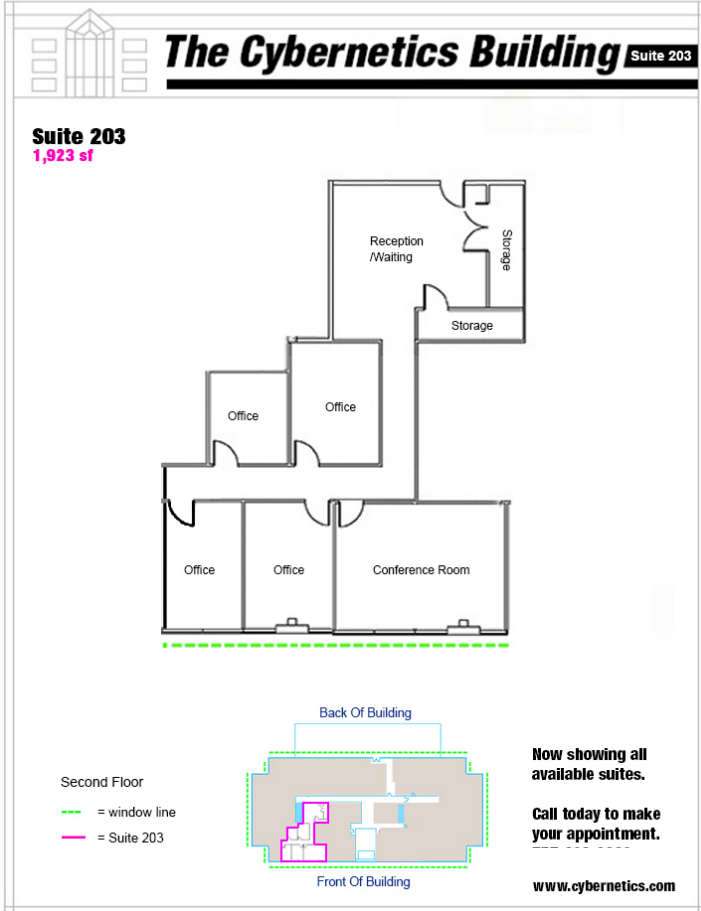 The Cybernetics Building
Suite 203
Suite 203
1,923 sf
Reception
/Waiting
Storage
Storage
Office
Office
Office
Office
Conference Room
Back Of Building
Now showing all
available suites.
Second Floor
= window line
= Suite 203
Call today to make
your appointment.
Front Of Building
www.cybernetics.com